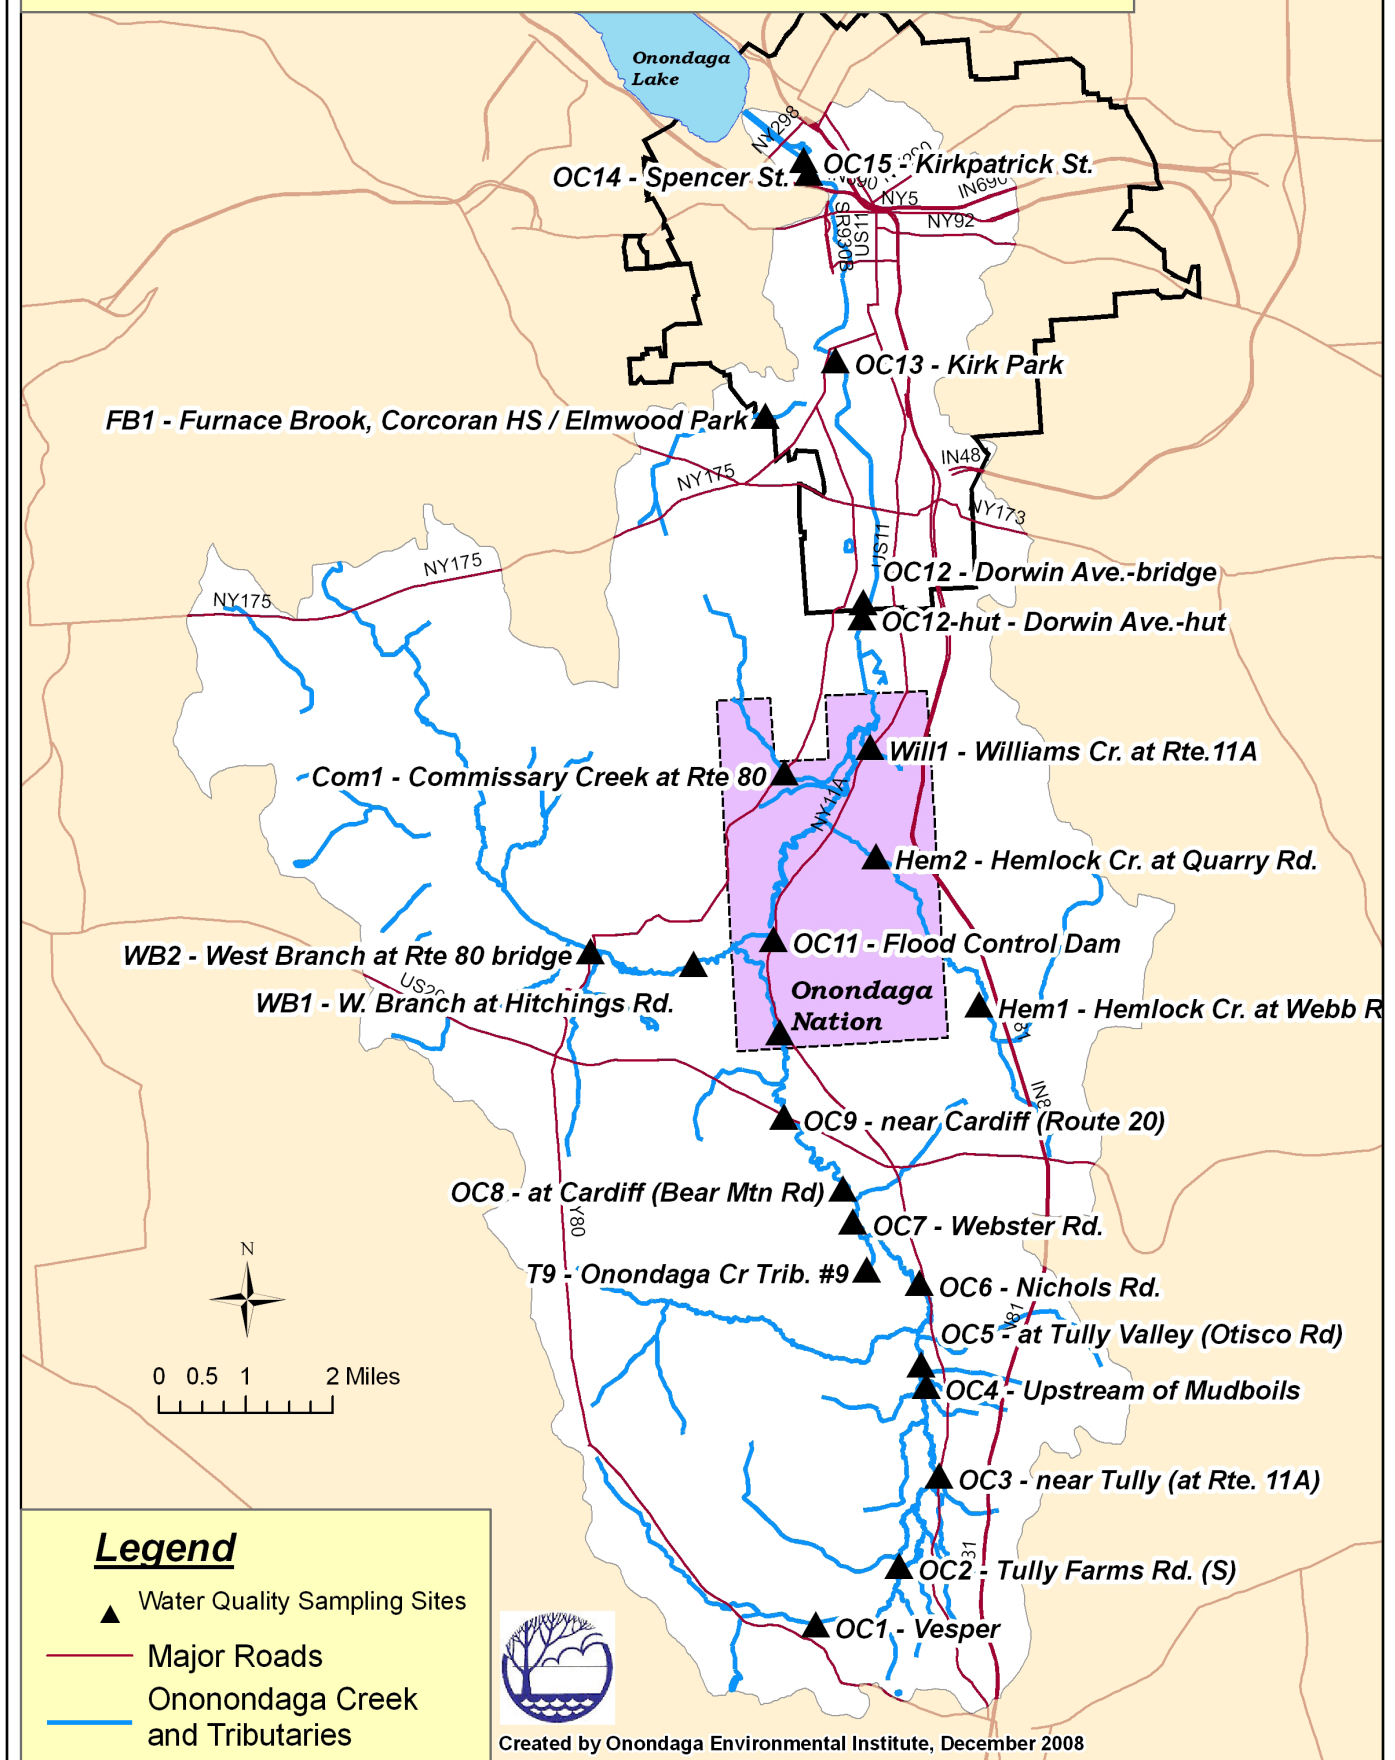 Onondaga
Lake
NY298
OC15 - Kirkpatrick St.
OC14 - Spencer St.
IN690
NY5
NY92
SR930B
US11
OC13 - Kirk Park
FB1 - Furnace Brook, Corcoran HS / Elmwood Park
IN48
NY175
NY173
US11
NY175
OC12 - Dorwin Ave.-bridge
NY175
OC12-hut - Dorwin Ave.-hut
Will1 - Williams Cr. at Rte.11A
Com1 - Commissary Creek at Rte 80
NY11A
Hem2 - Hemlock Cr. at Quarry Rd.
OC11 - Flood Control Dam
WB2 - West Branch at Rte 80 bridge
Onondaga
Nation
WB1 - W. Branch at Hitchings Rd.
Hem1 - Hemlock Cr. at Webb R
IN8
OC9 - near Cardiff (Route 20)
OC8 - at Cardiff (Bear Mtn Rd)
Y80
OC7 - Webster Rd.
N
T9 - Onondaga Cr Trib. #9
OC6 - Nichols Rd.
OC5 - at Tully Valley (Otisco Rd)
0 0.5 1 2 Miles
OC4 - Upstream of Mudboils
OC3 - near Tully (at Rte. 11A)
OC2 - Tully Farms Rd. (S)
OC1 - Vesper
Legend
Water Quality Sampling Sites
Major Roads
Ononondaga Creek
and Tributaries
Created by Onondaga Environmental Institute, December 2008